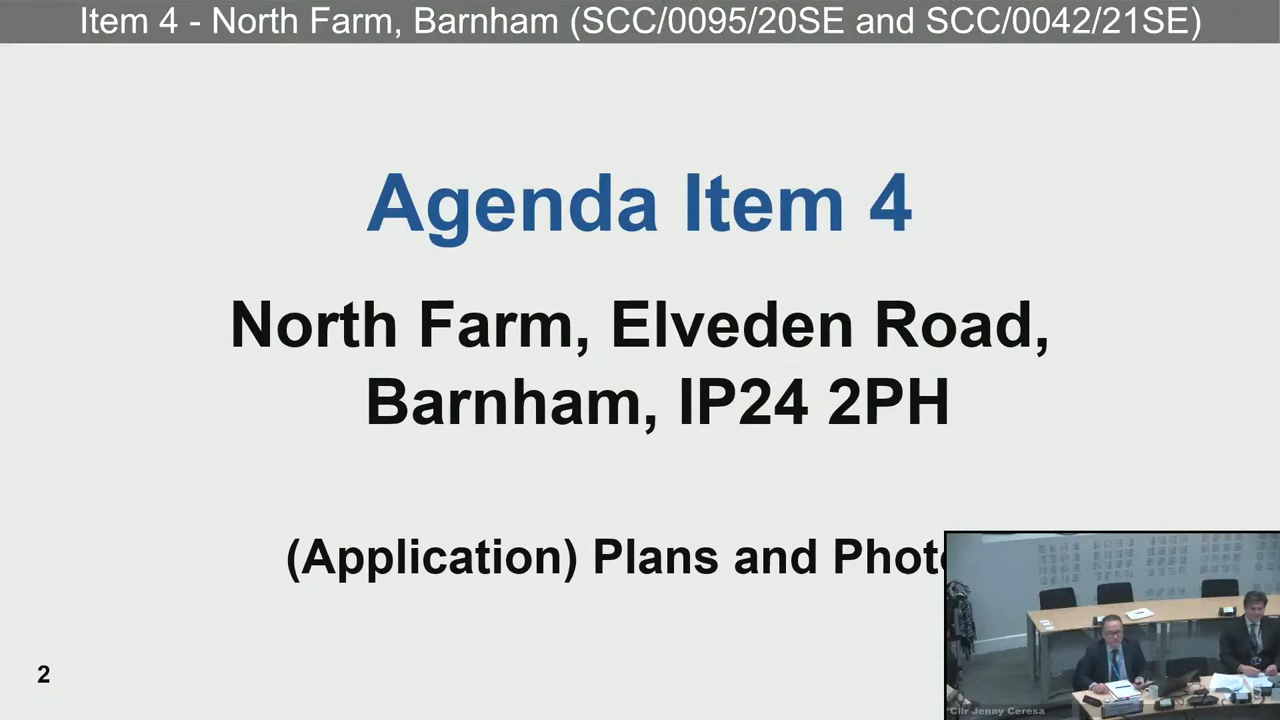 Item 4 - North Farm, Barnham (SCC/0095/20SE and SCC/0042/21SE)
Agenda Item 4
North Farm, Elveden Road,
Barnham, IP24 2PH
(Application) Plans and Photo
2
Cllr Jenny Ceresa